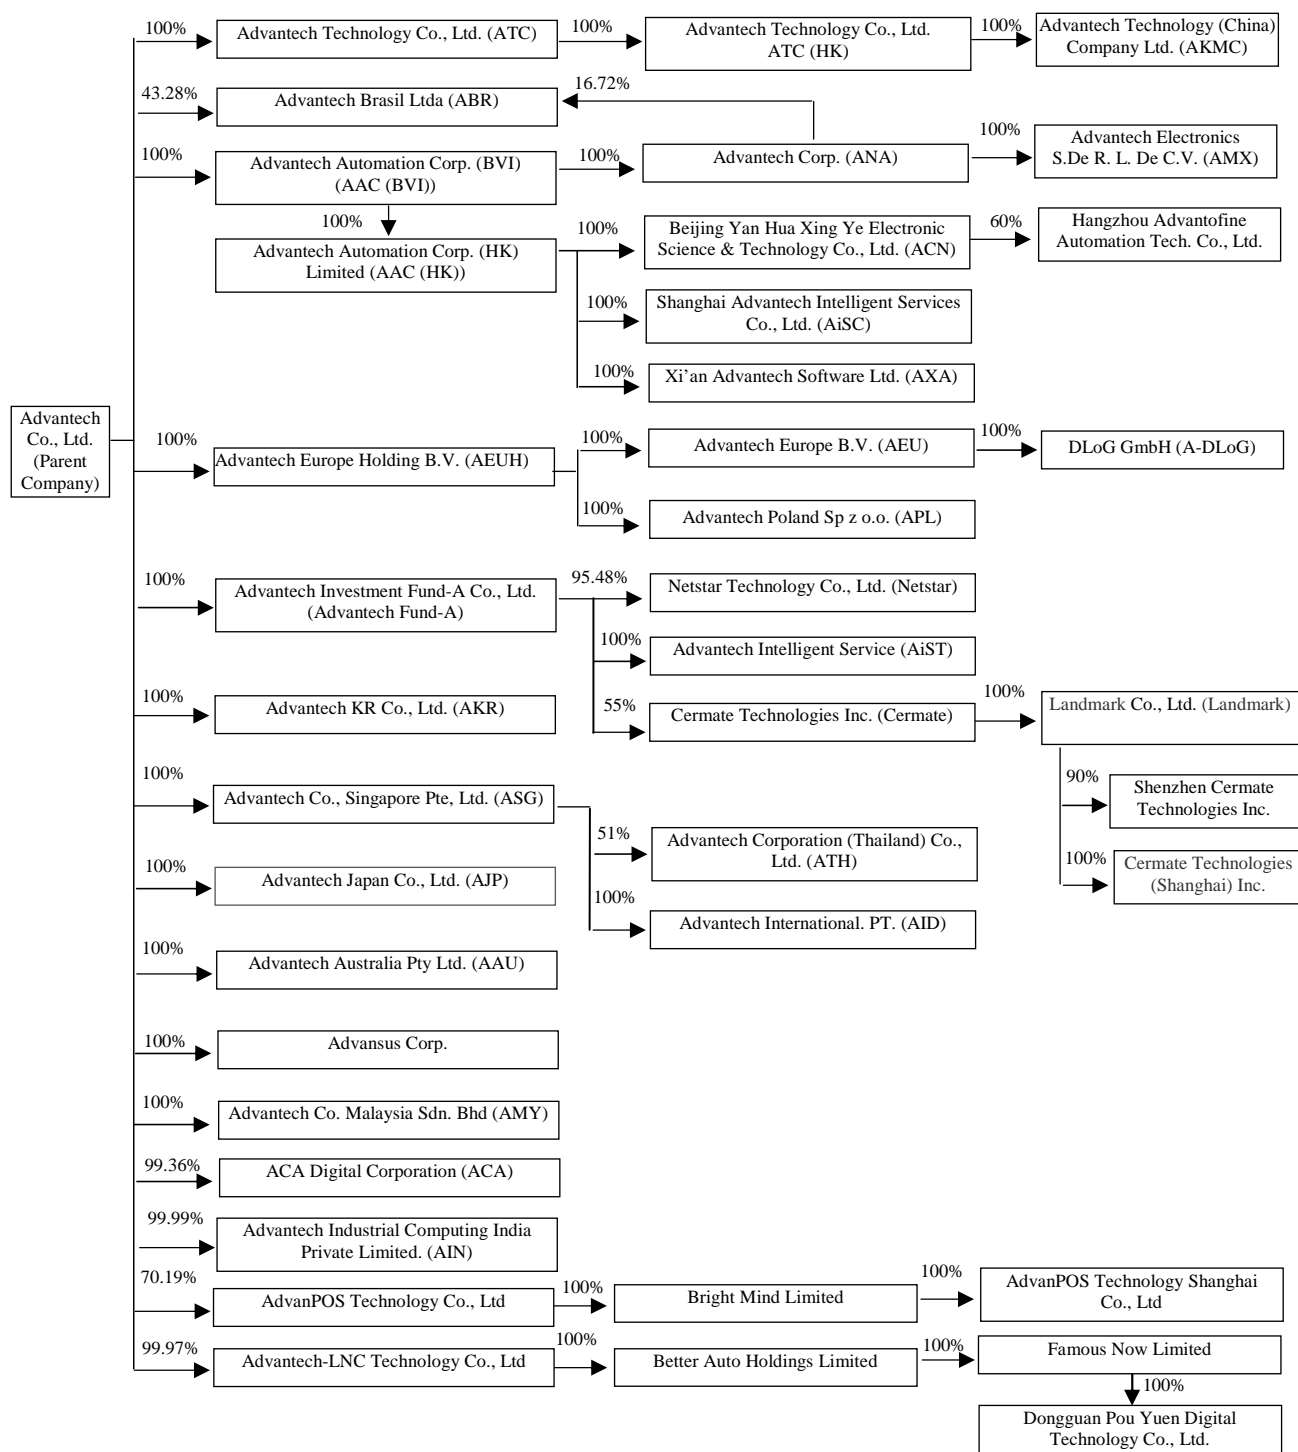 100%
Advantech Technology Co., Ltd. (ATC)
100%
Advantech Technology Co., Ltd.
ATC (HK)
100%
Advantech Technology (China)
Company Ltd. (AKMC)
43.28%
Advantech Brasil Ltda (ABR)
16.72%
100%
Advantech Automation Corp. (BVI)
(AAC (BVI))
100%
Advantech Corp. (ANA)
100%
Advantech Electronics
S.De R. L. De C.V. (AMX)
100%
Advantech Automation Corp. (HK)
Limited (AAC (HK))
100%
Beijing Yan Hua Xing Ye Electronic
Science & Technology Co., Ltd. (ACN)
60%
Hangzhou Advantofine
Automation Tech. Co., Ltd.
100%
Shanghai Advantech Intelligent Services
Co., Ltd. (AiSC)
100%
Xi’an Advantech Software Ltd. (AXA)
Advantech
Co., Ltd.
(Parent
Company)
100%
Advantech Europe Holding B.V. (AEUH)
100%
Advantech Europe B.V. (AEU)
100%
DLoG GmbH (A-DLoG)
100%
Advantech Poland Sp z o.o. (APL)
100%
Advantech Investment Fund-A Co., Ltd.
(Advantech Fund-A)
95.48%
Netstar Technology Co., Ltd. (Netstar)
100%
Advantech Intelligent Service (AiST)
55%
Cermate Technologies Inc. (Cermate)
100%
Landmark Co., Ltd. (Landmark)
90%
Shenzhen Cermate
Technologies Inc.
100%
Cermate Technologies
(Shanghai) Inc.
100%
Advantech KR Co., Ltd. (AKR)
100%
Advantech Co., Singapore Pte, Ltd. (ASG)
51%
Advantech Corporation (Thailand) Co.,
Ltd. (ATH)
100%
Advantech International. PT. (AID)
100%
Advantech Japan Co., Ltd. (AJP)
100%
Advantech Australia Pty Ltd. (AAU)
100%
Advansus Corp.
100%
Advantech Co. Malaysia Sdn. Bhd (AMY)
99.36%
ACA Digital Corporation (ACA)
99.99%
Advantech Industrial Computing India
Private Limited. (AIN)
70.19%
AdvanPOS Technology Co., Ltd
100%
Bright Mind Limited
100%
AdvanPOS Technology Shanghai
Co., Ltd
99.97%
Advantech-LNC Technology Co., Ltd
100%
Better Auto Holdings Limited
100%
Famous Now Limited
100%
Dongguan Pou Yuen Digital
Technology Co., Ltd.